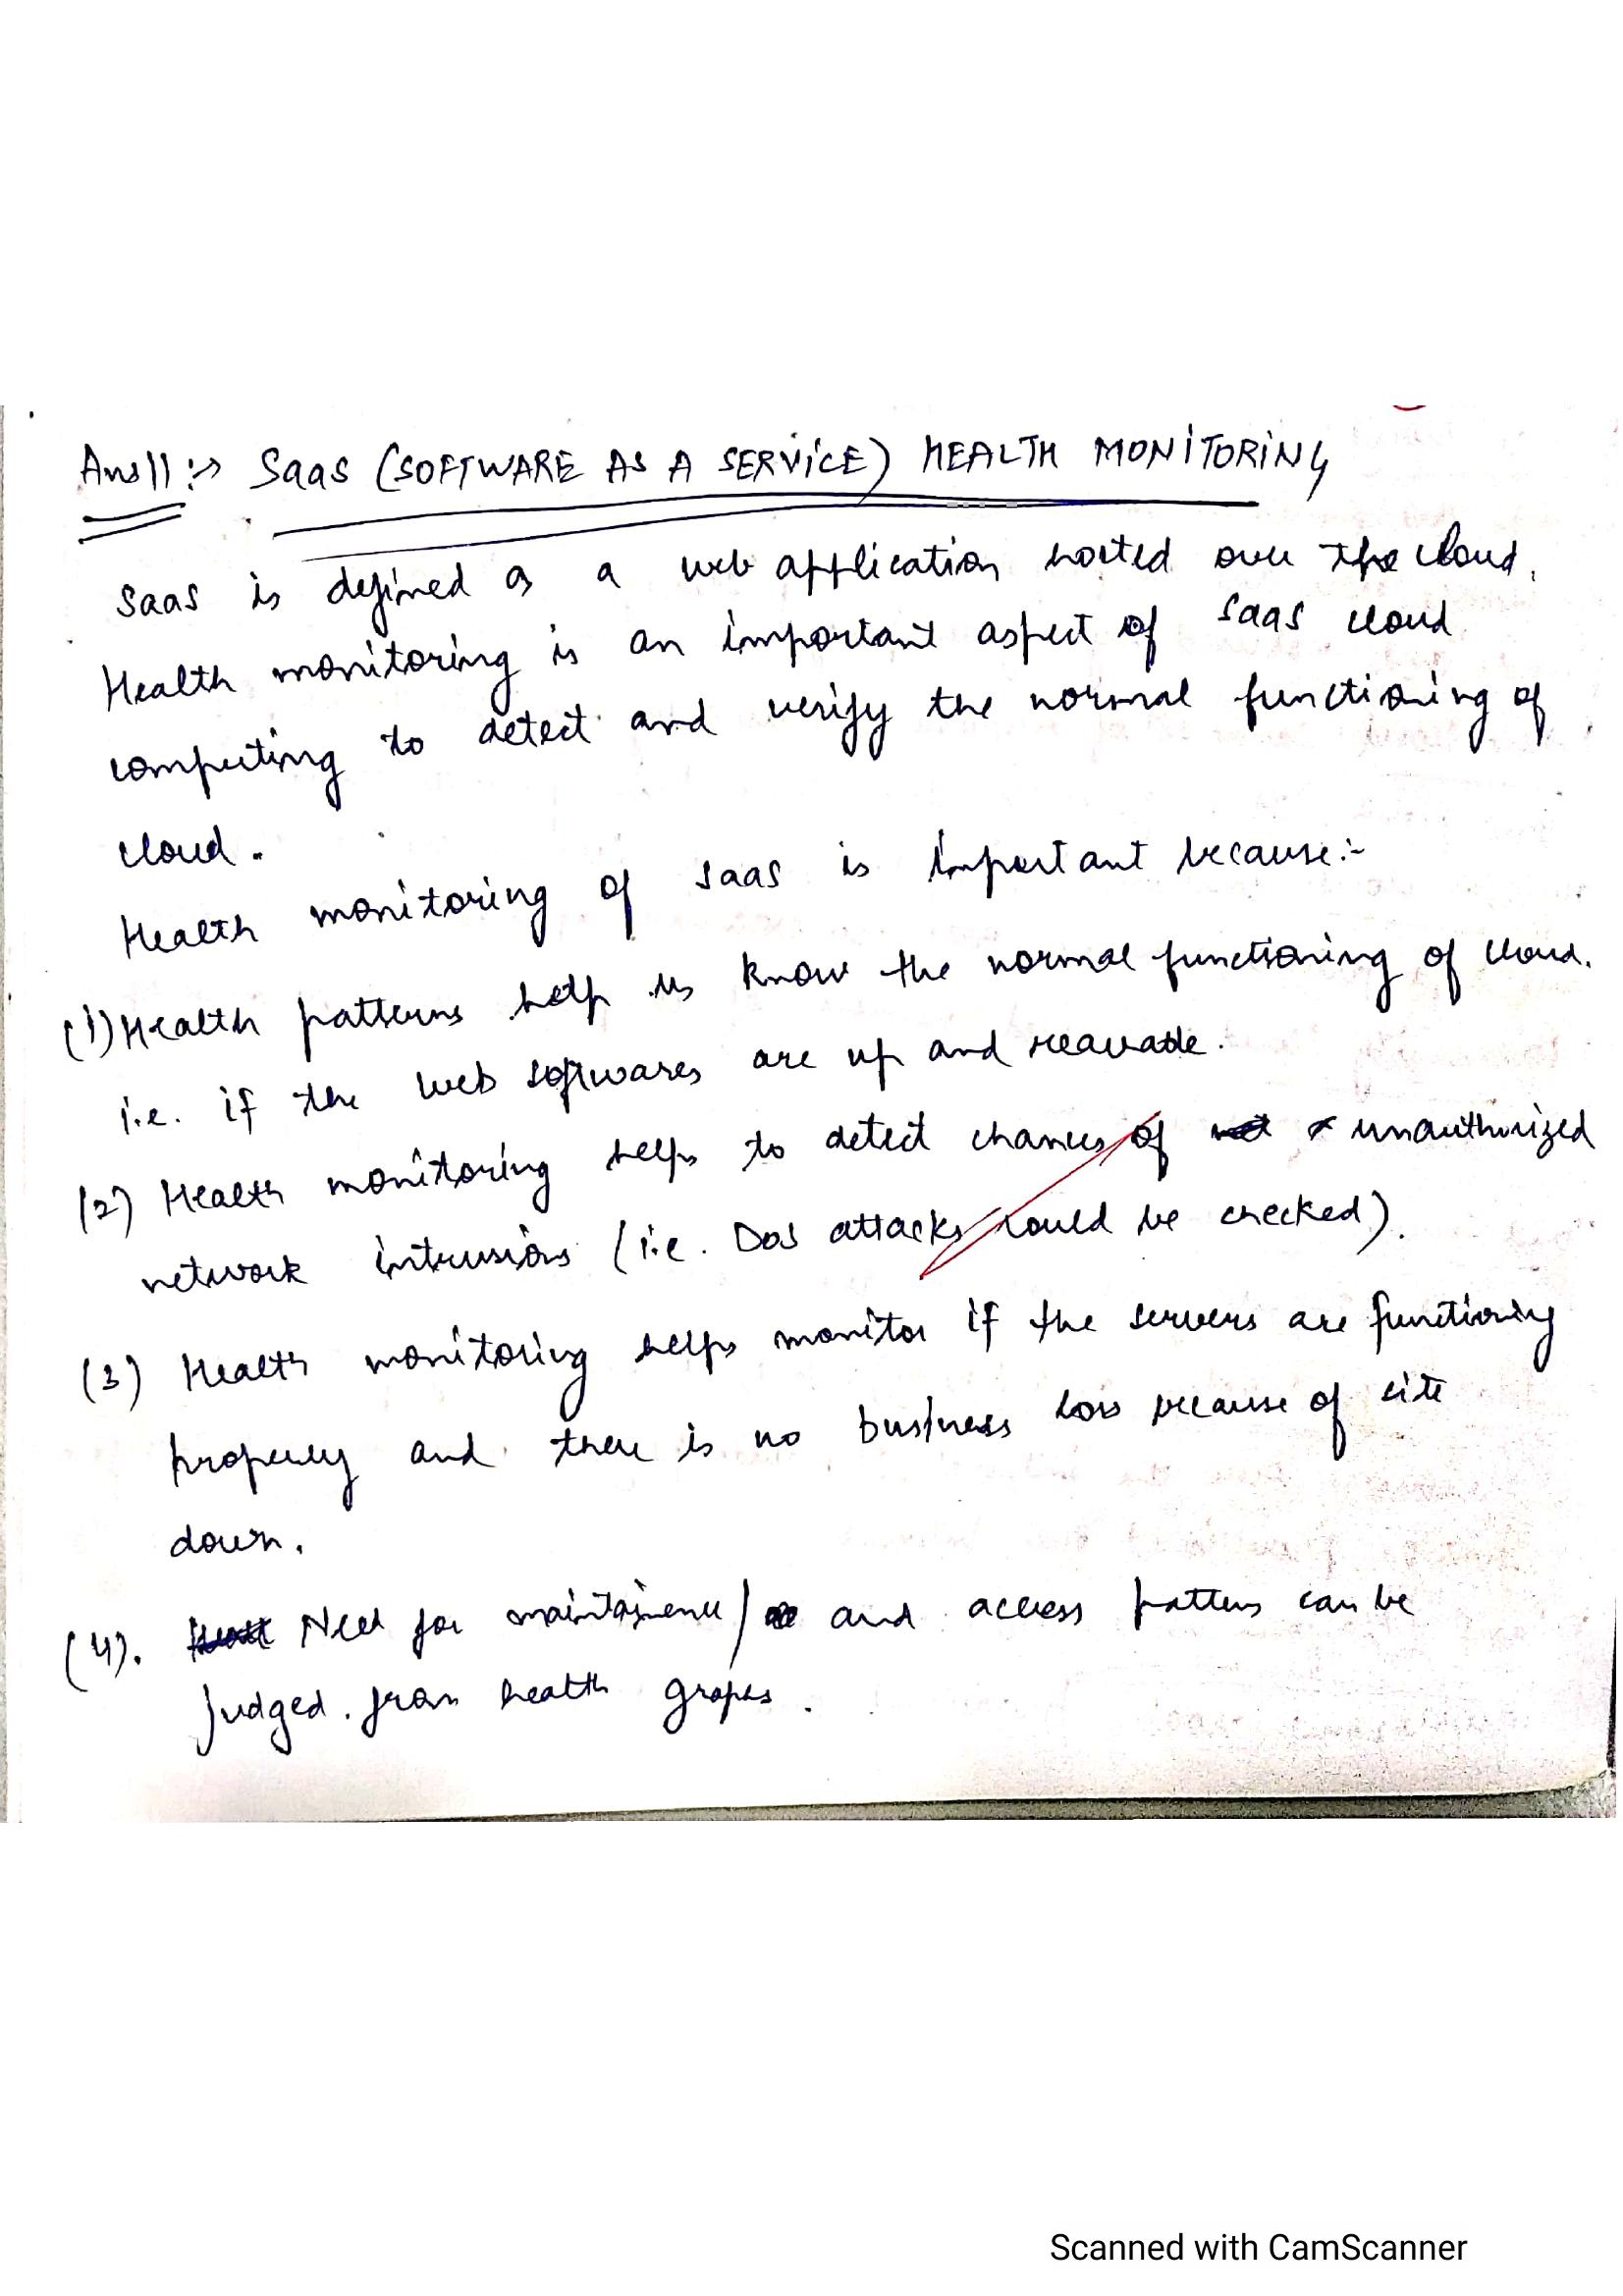 Ans11:→ SaaS (SOFTWARE AS A SERVICE) HEALTH MONITORING
SaaS is defined as a web application hosted over the cloud.
Health monitoring is an important aspect of SaaS cloud
computing to detect and verify the normal functioning of
cloud.
Health monitoring of SaaS is important because:-
(1) Health patterns help us know the normal functioning of cloud.
i.e. if the web softwares are up and reachable.
(2) Health monitoring helps to detect chances of unauthorized
network intrusions (i.e. DoS attacks could be checked).
(3) Health monitoring helps monitor if the servers are functioning
properly and there is no business loss because of site
down.
(4). Need for maintainence / and access patterns can be
judged from health graphs.
Scanned with CamScanner